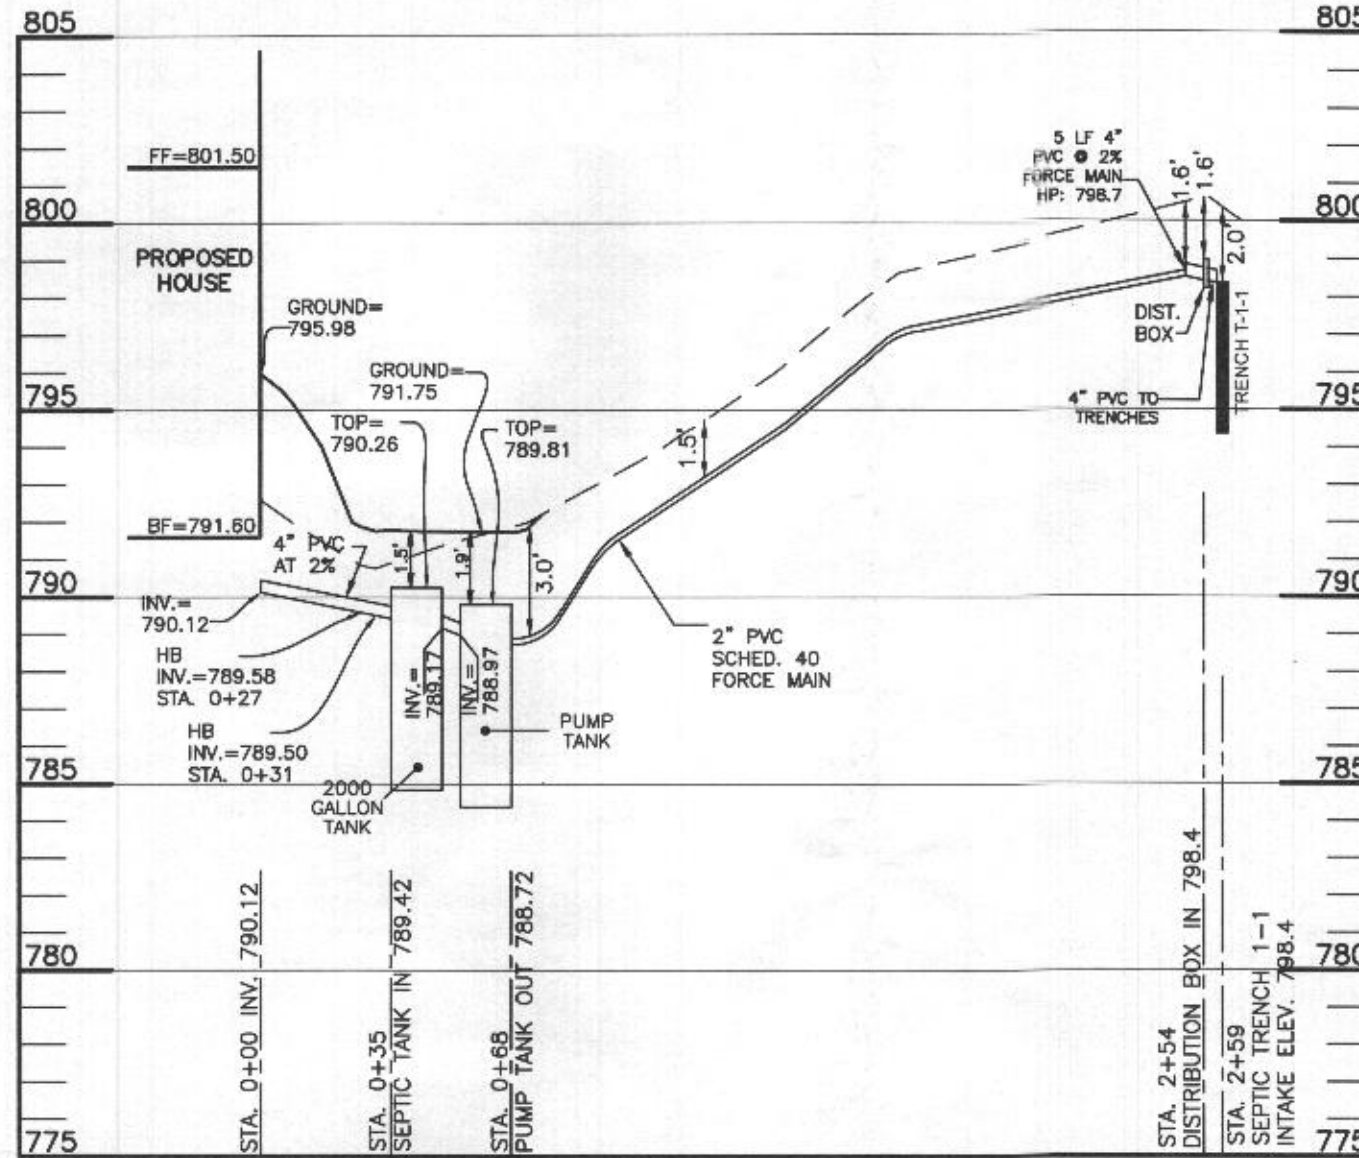 805
805
FF=801.50
5 LF 4"
PVC @ 2%
FORCE MAIN
HP: 798.7
1.6'
1.6'
800
800
2.0'
PROPOSED
HOUSE
GROUND=
795.98
DIST.
BOX
TRENCH T-1-1
GROUND=
791.75
795
795
4" PVC TO
TRENCHES
TOP=
790.26
TOP=
789.81
1.5'
BF=791.60
4" PVC
AT 2%
1.5'
1.9'
3.0'
790
790
INV.=
790.12
HB
INV.=789.58
STA. 0+27
2" PVC
SCHED. 40
FORCE MAIN
INV.=
789.17
INV.=
788.97
HB
INV.=789.50
STA. 0+31
PUMP
TANK
785
785
2000
GALLON
TANK
780
780
STA. 0+00 INV. 790.12
STA. 0+35
SEPTIC TANK IN 789.42
STA. 0+68
PUMP TANK OUT 788.72
STA. 2+54
DISTRIBUTION BOX IN 798.4
STA. 2+59
SEPTIC TRENCH 1-1
INTAKE ELEV 798.4
775
775